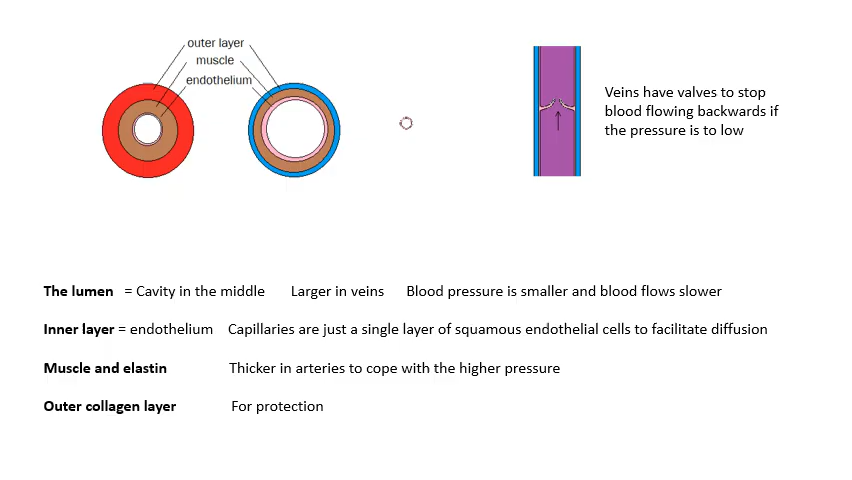 outer layer
muscle
endothelium
Veins have valves to stop
blood flowing backwards if
the pressure is to low
The lumen = Cavity in the middle Larger in veins Blood pressure is smaller and blood flows slower
Inner layer = endothelium Capillaries are just a single layer of squamous endothelial cells to facilitate diffusion
Muscle and elastin Thicker in arteries to cope with the higher pressure
Outer collagen layer For protection